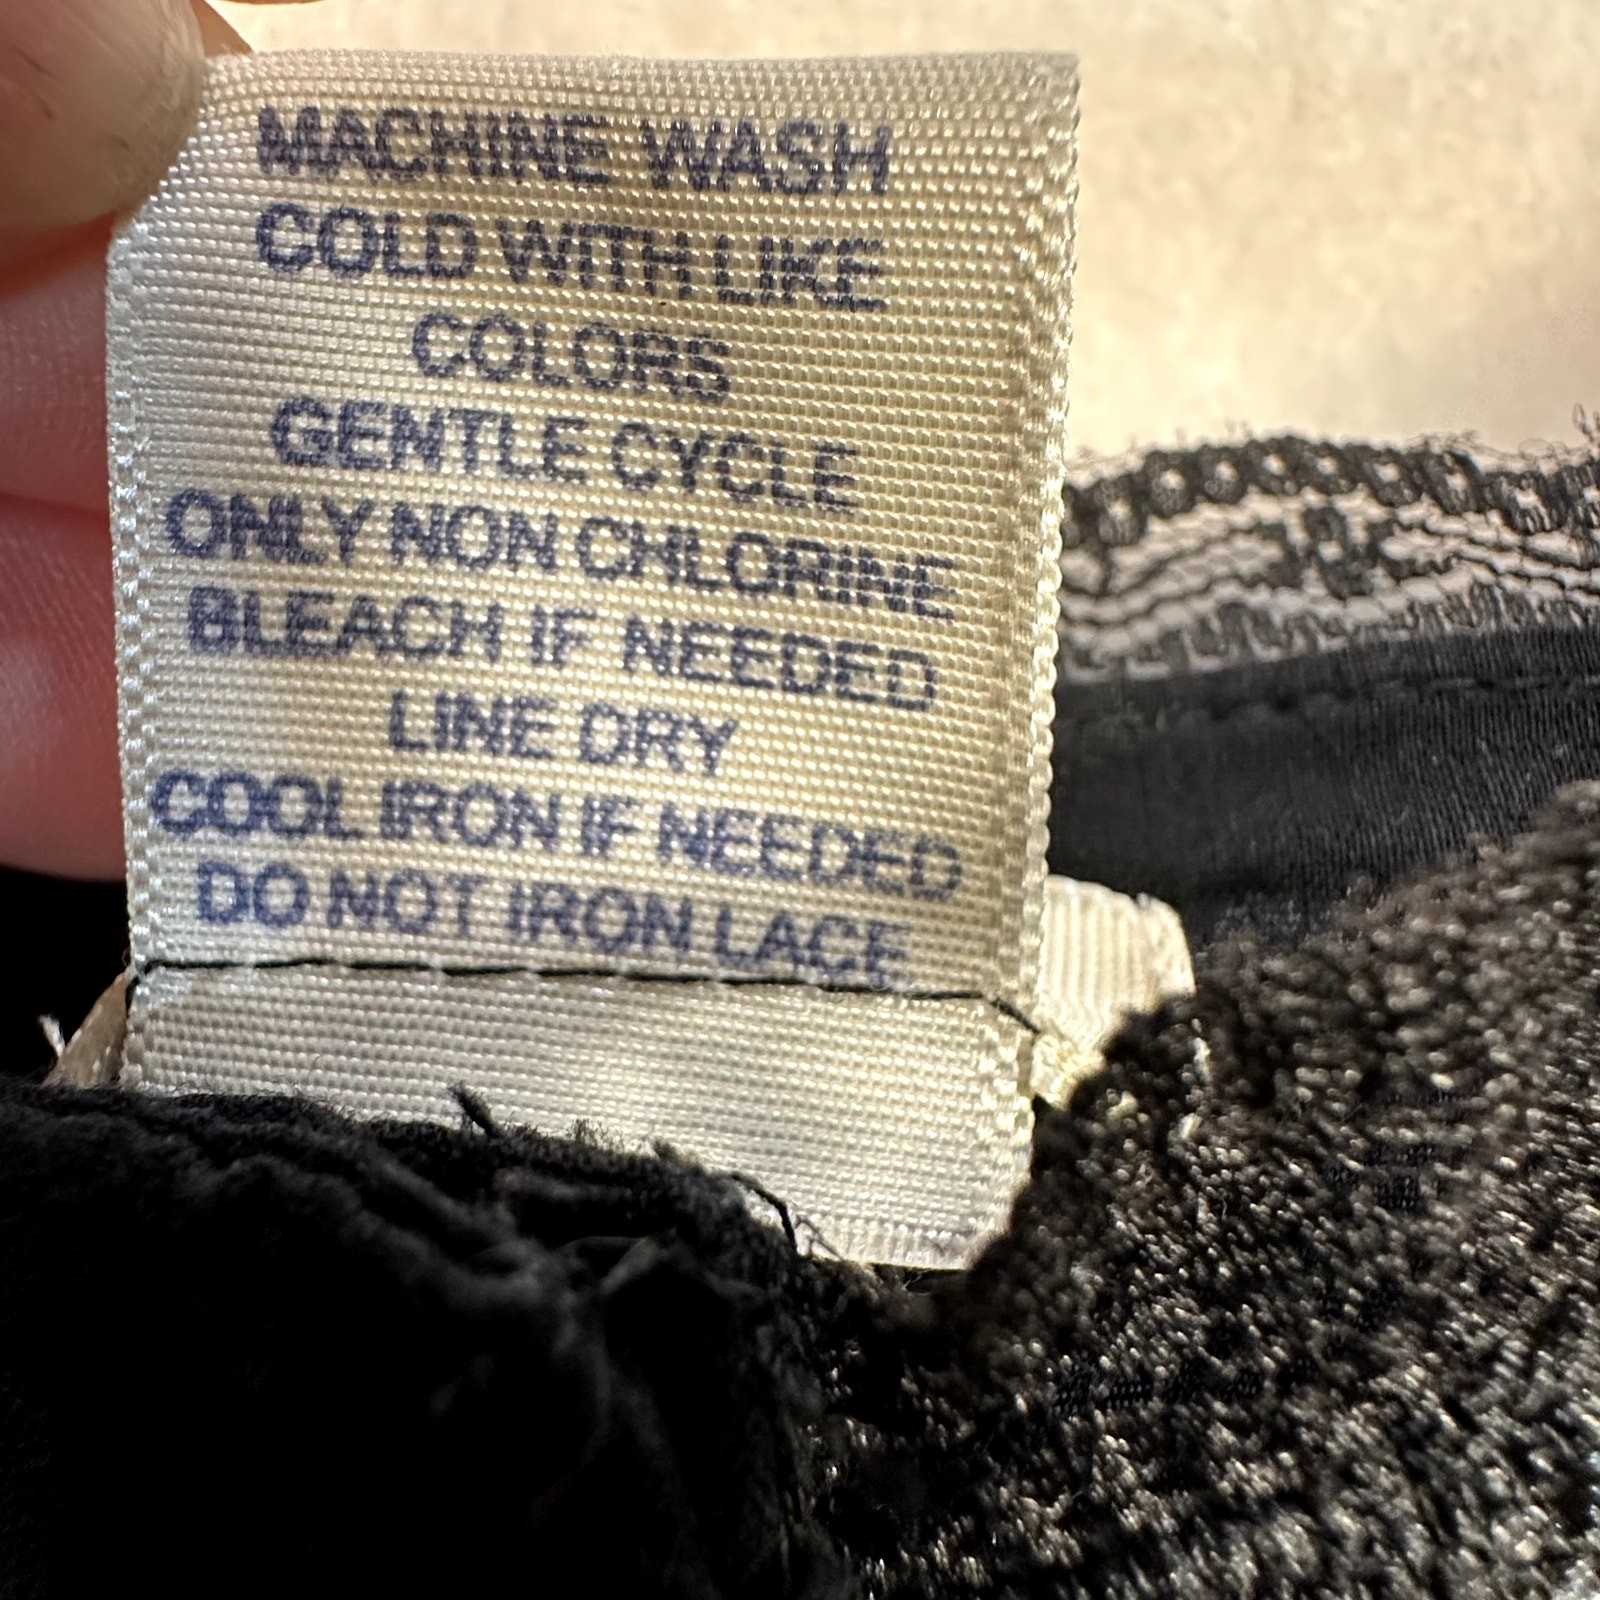 MACHINE WASH
COLD WITH LIKE
COLORS
GENTLE CYCLE
ONLY NON CHLORINE
BLEACH IF NEEDED
LINE DRY
COOL IRON IF NEEDED
DO NOT IRON LACE